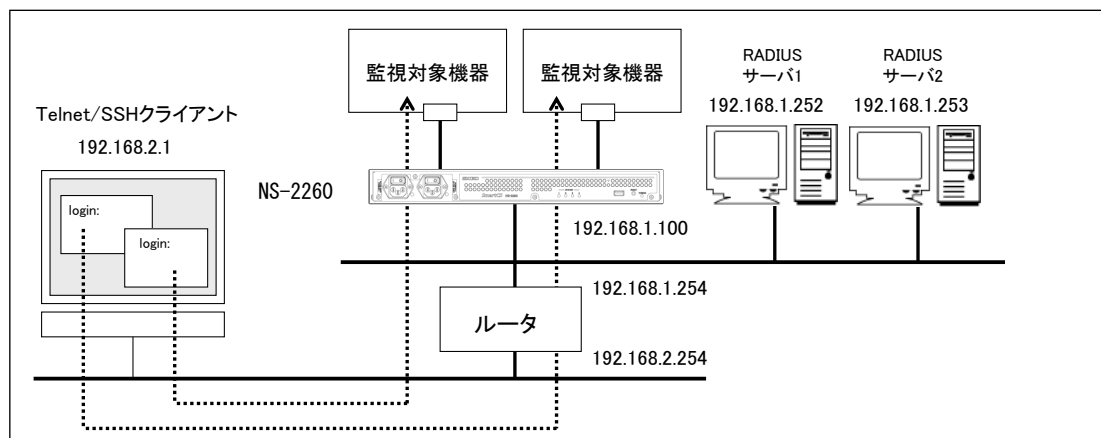 監視対象機器
監視対象機器
RADIUS
サーバ1
192.168.1.252
RADIUS
サーバ2
192.168.1.253
Telnet/SSHクライアント
192.168.2.1
login:
login:
NS-2260
192.168.1.100
192.168.1.254
ルータ
192.168.2.254